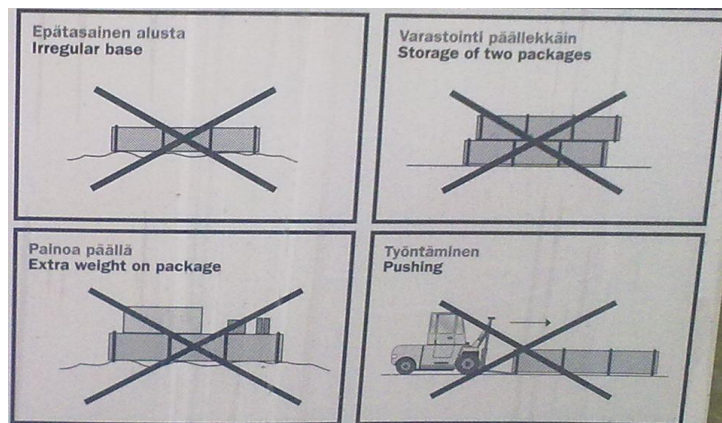 Epätasainen alusta
Irregular base
Varastointi päällekkäin
Storage of two packages
Painoa päällä
Extra weight on package
Työntäminen
Pushing